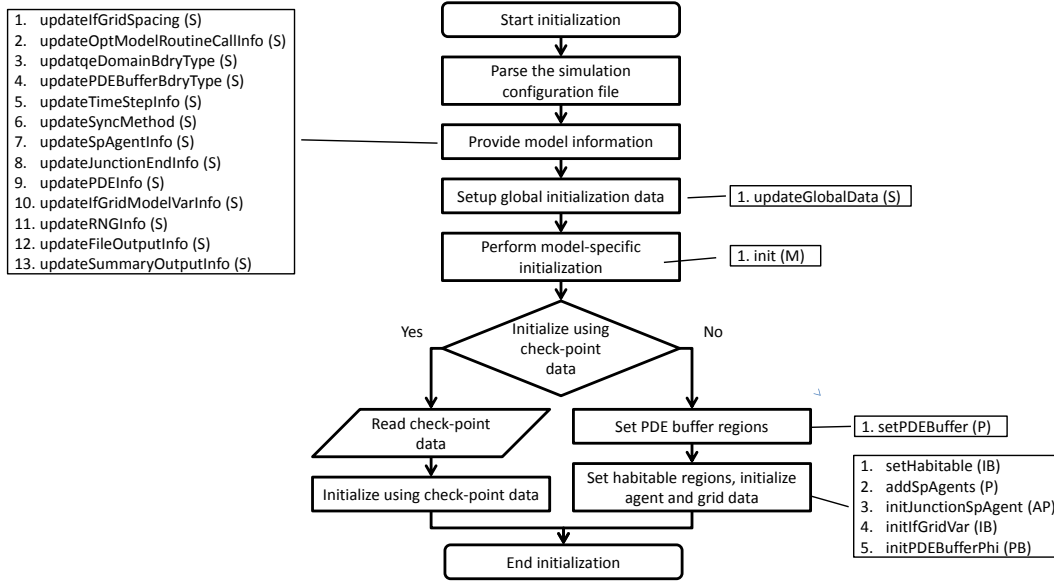 1. updateIfGridSpacing (S)
2. updateOptModelRoutineCallInfo (S)
3. updatqeDomainBdryType (S)
4. updatePDEBufferBdryType (S)
5. updateTimeStepInfo (S)
6. updateSyncMethod (S)
7. updateSpAgentInfo (S)
8. updateJunctionEndInfo (S)
9. updatePDEInfo (S)
10. updateIfGridModelVarInfo (S)
11. updateRNGInfo (S)
12. updateFileOutputInfo (S)
13. updateSummaryOutputInfo (S)
Start initialization
Parse the simulation
configuration file
Provide model information
Setup global initialization data
1. updateGlobalData (S)
Perform model-specific
initialization
1. init (M)
Yes
Initialize using
check-point
data
No
Read check-point
data
Initialize using check-point data
Set PDE buffer regions
1. setPDEBuffer (P)
Set habitable regions, initialize
agent and grid data
1. setHabitable (IB)
2. addSpAgents (P)
3. initJunctionSpAgent (AP)
4. initIfGridVar (IB)
5. initPDEBufferPhi (PB)
End initialization